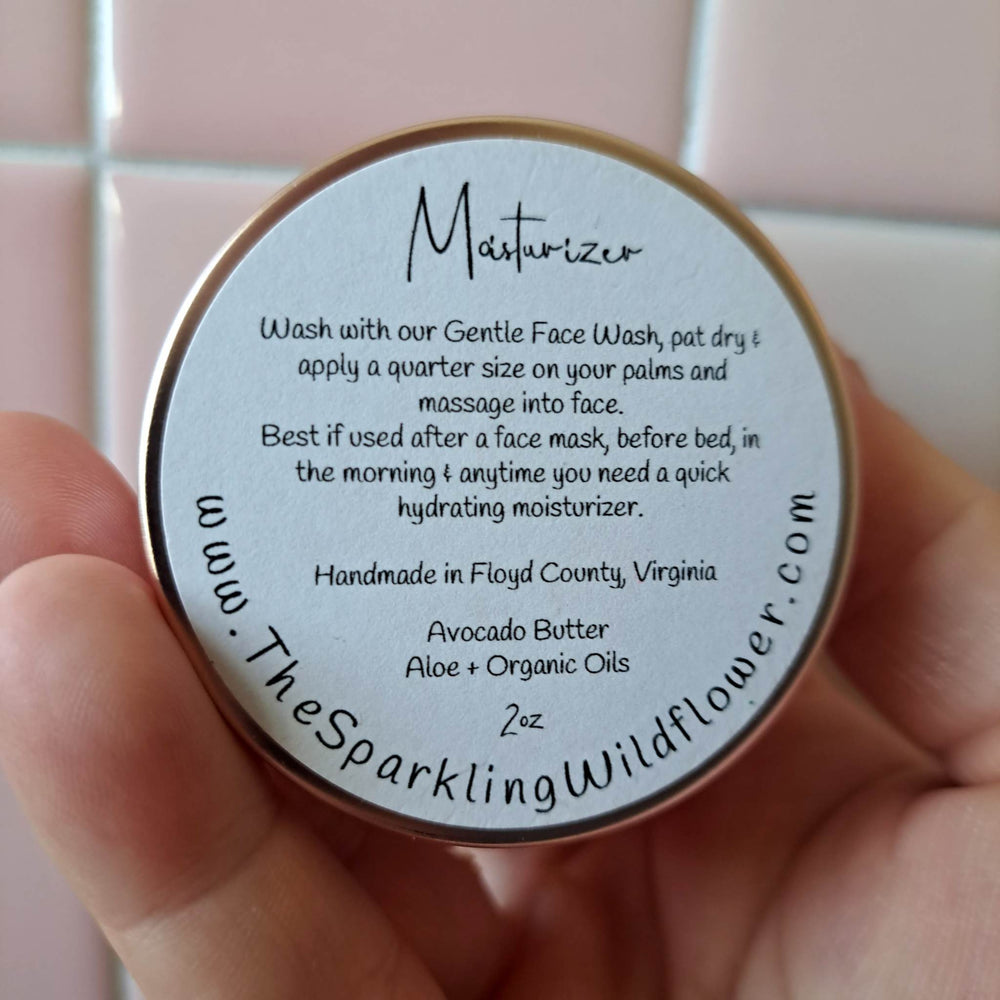 Moisturizer
Wash with our Gentle Face Wash, pat dry &
apply a quarter size on your palms and
massage into face.
Best if used after a face mask, before bed, in
the morning & anytime you need a quick
hydrating moisturizer.
Handmade in Floyd County, Virginia
Avocado Butter
Aloe + Organic Oils
2oz
www.TheSparklingWildflower.com